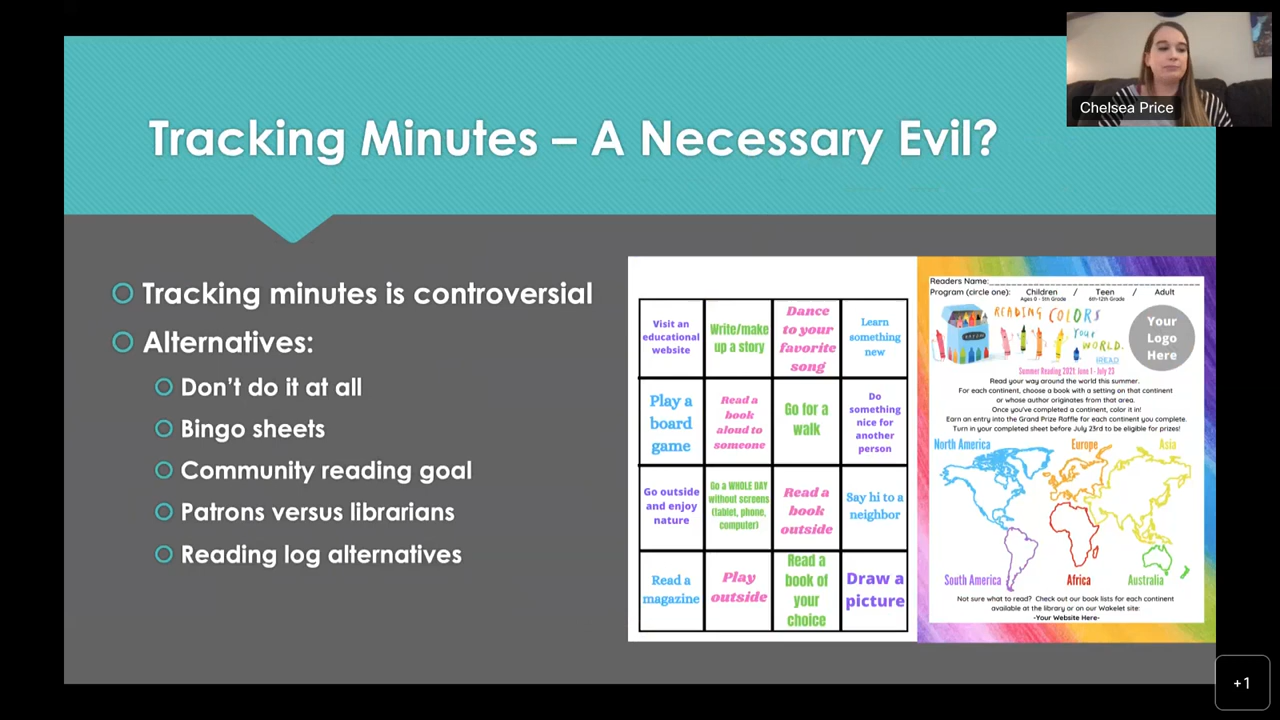 Chelsea Price
Tracking Minutes – A Necessary Evil?
Tracking minutes is controversial
Alternatives:
Don't do it at all
Bingo sheets
Community reading goal
Patrons versus librarians
Reading log alternatives
Visit an
educational
website
Write/make
up a story
Dance
to your
favorite
song
Learn
something
new
Play a
board
game
Read a
book
aloud to
someone
Go for a
walk
Do
something
nice for
another
person
Go outside
and enjoy
nature
Go a WHOLE DAY
without screens
(tablet, phone,
computer)
Read a
book
outside
Say hi to a
neighbor
Read a
magazine
Play
outside
Read a
book of
your
choice
Draw a
picture
Readers Name:
Program (circle one): Children / Teen / Adult
Ages 0 - 5th Grade 6th-12th Grade
READING COLORS
YOUR
WORLD.
iREAD
Your
Logo
Here
Summer Reading 2021: June 1 - July 23
Read your way around the world this summer.
For each continent, choose a book with a setting on that continent
or whose author originates from that area.
Once you've completed a continent, color it in!
Earn an entry into the Grand Prize Raffle for each continent you complete.
Turn in your completed sheet before July 23rd to be eligible for prizes!
North America
Europe
Asia
South America
Africa
Australia
Not sure what to read? Check out our book lists for each continent
available at the library or on our Wakelet site:
-Your Website Here-
+1